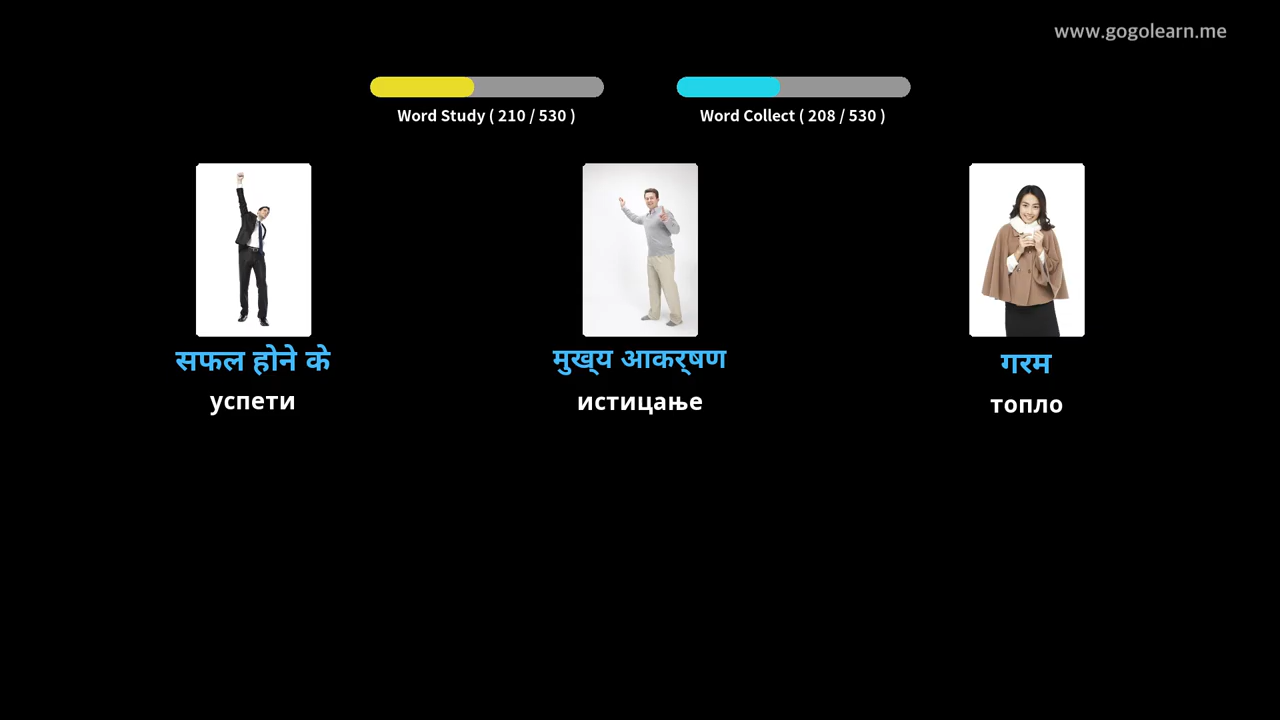 www.gogolearn.me
Word Study ( 210 / 530 )
Word Collect ( 208 / 530 )
सफल होने के
मुख्य आकर्षण
गरम
успети
истицање
топло